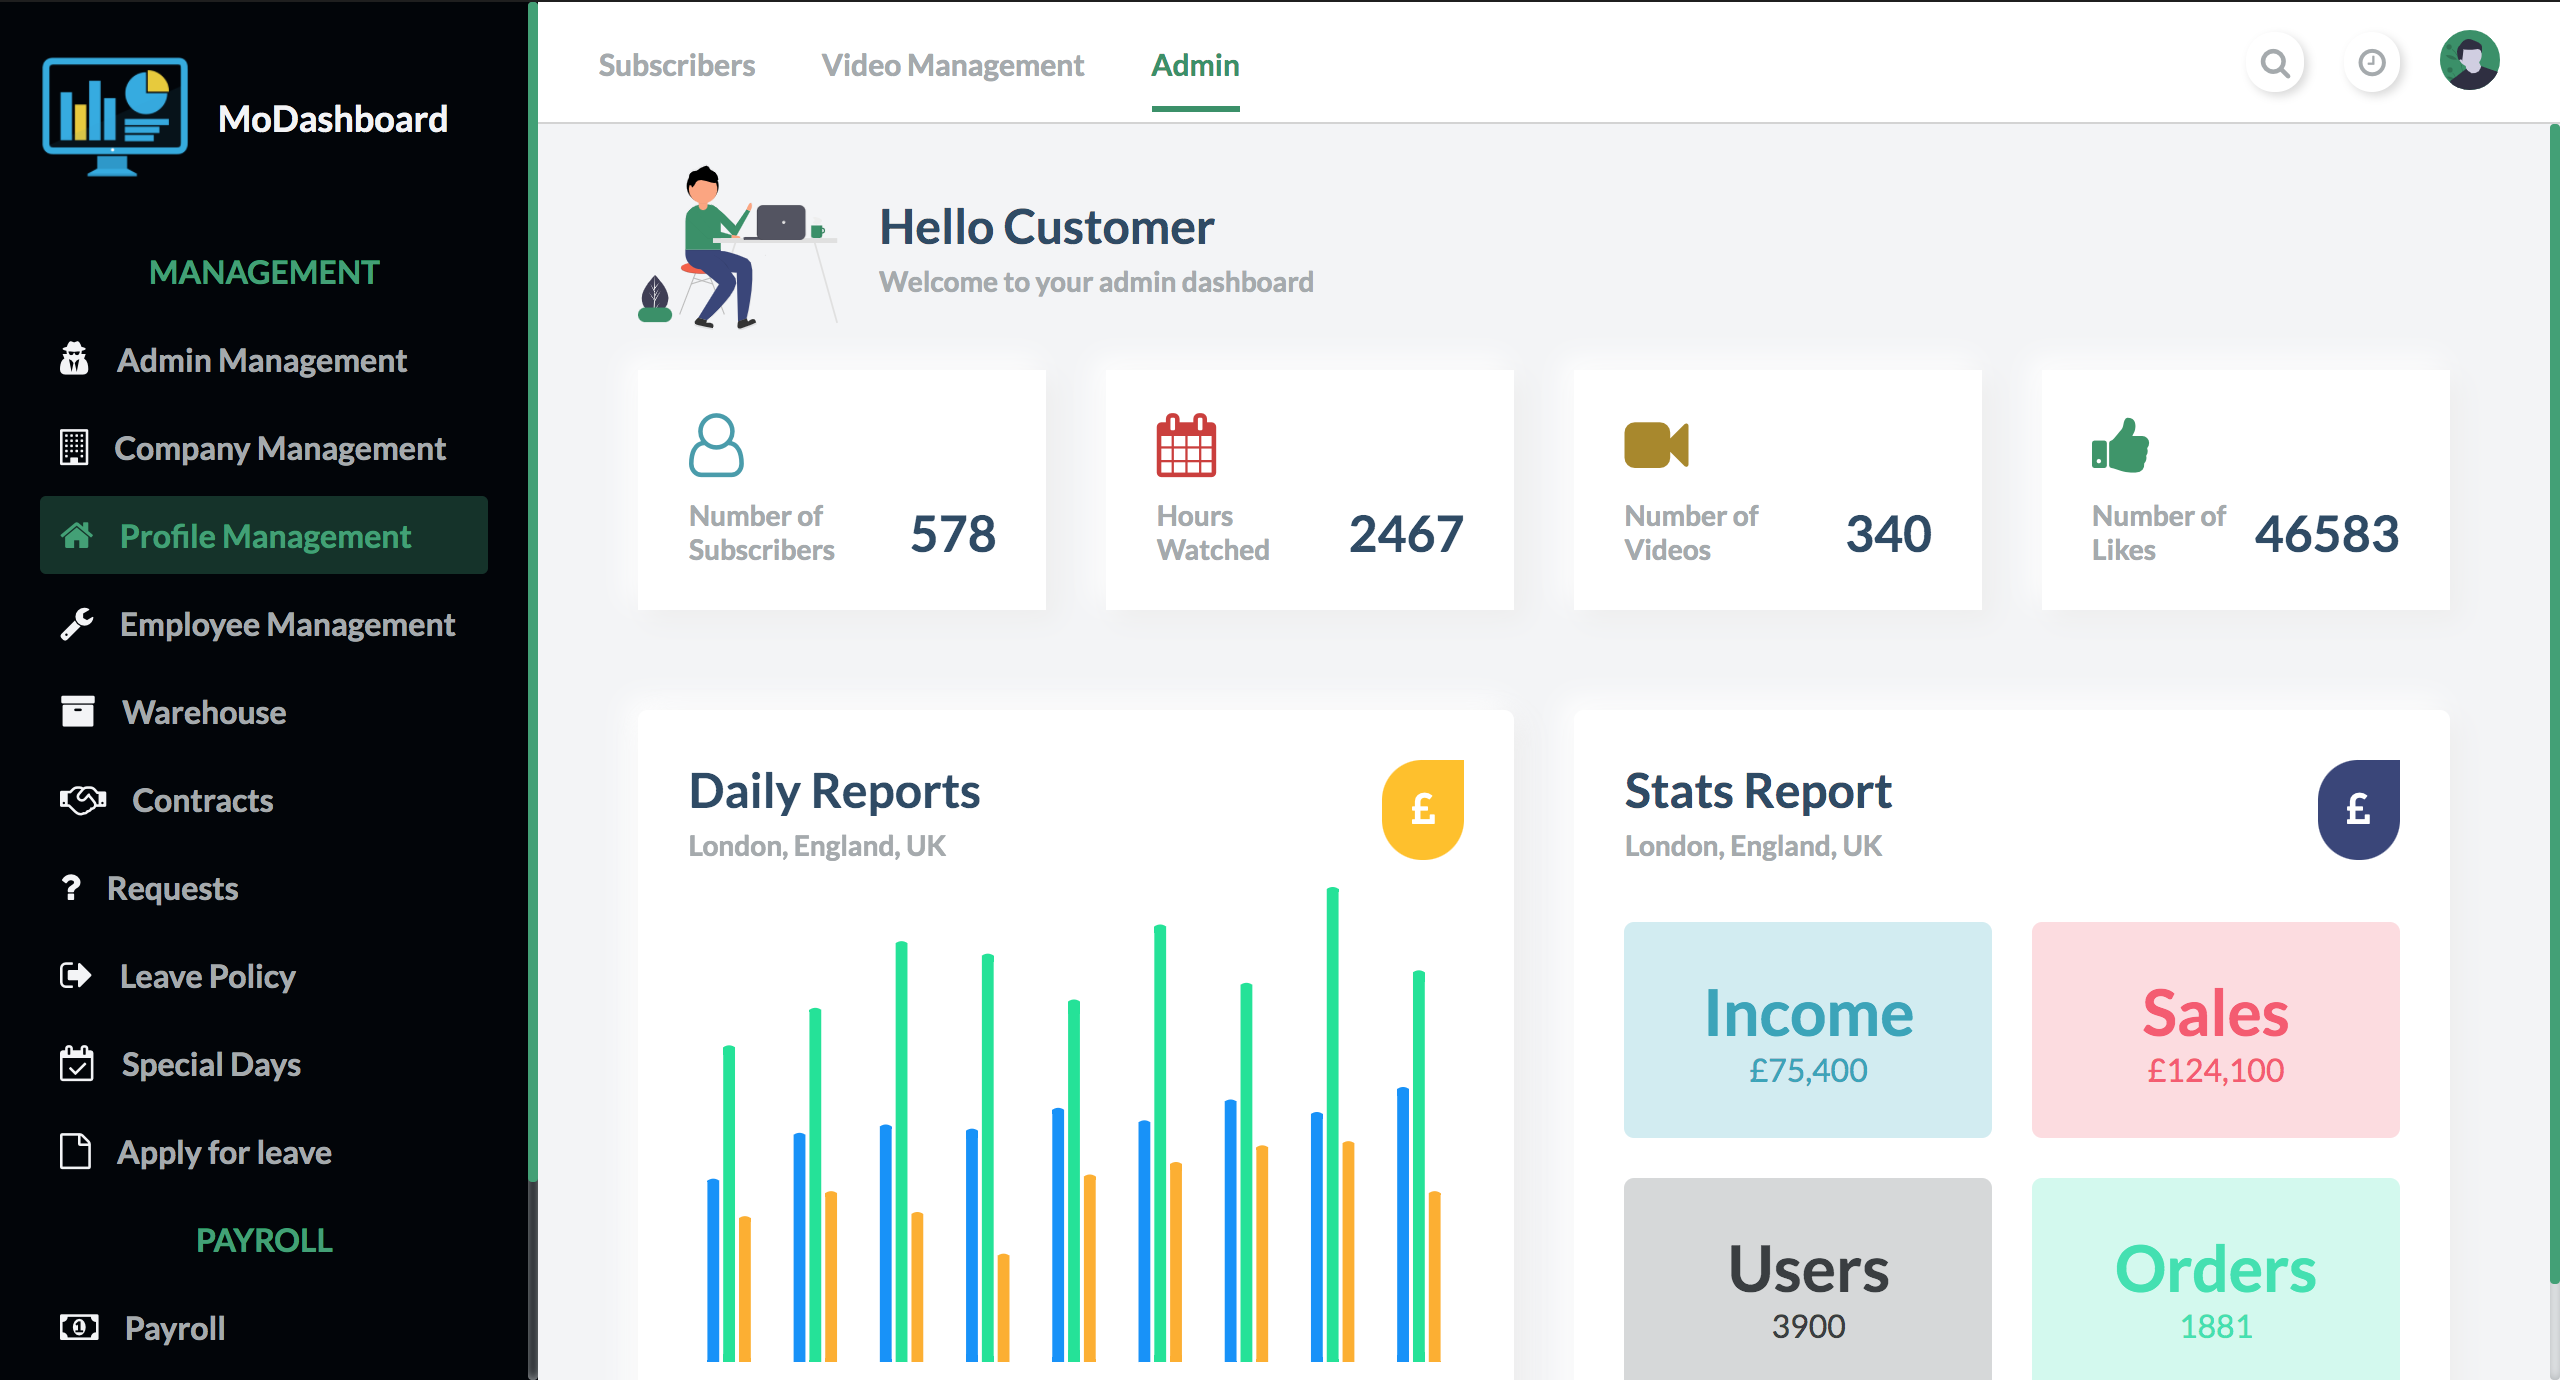 MoDashboard
MANAGEMENT
Admin Management
Company Management
Profile Management
Employee Management
Warehouse
Contracts
Requests
Leave Policy
Special Days
Apply for leave
PAYROLL
Payroll
Subscribers
Video Management
Admin
Hello Customer
Welcome to your admin dashboard
Number of
Subscribers
578
Hours
Watched
2467
Number of
Videos
340
Number of
Likes
46583
Daily Reports
London, England, UK
£
Stats Report
London, England, UK
£
Income
£75,400
Sales
£124,100
Users
3900
Orders
1881